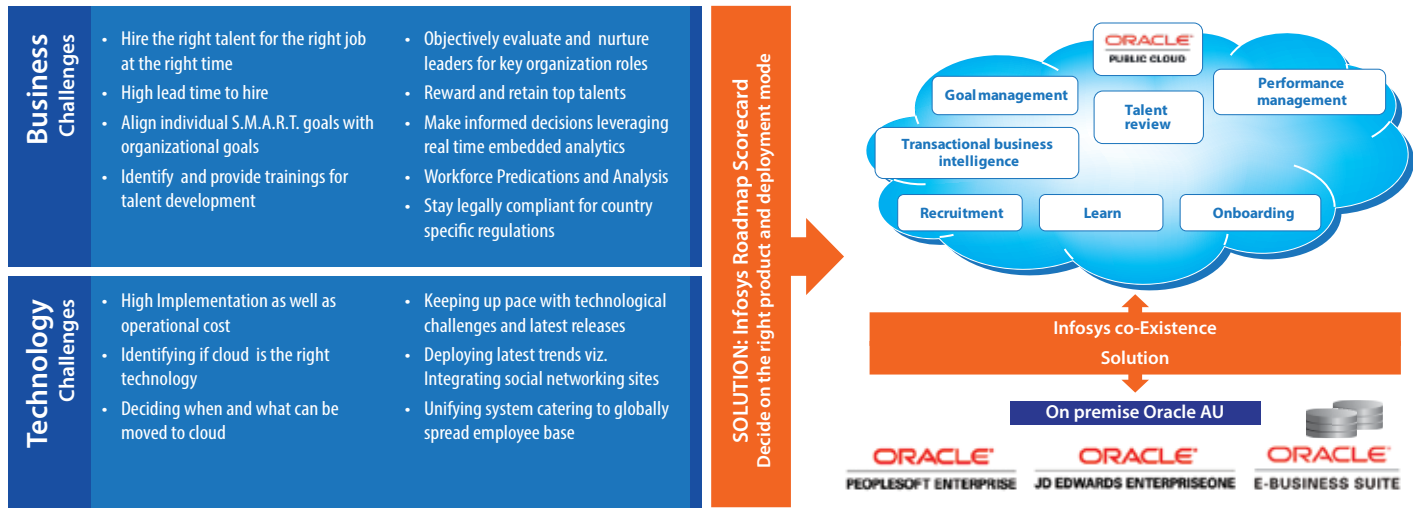 Business
Challenges
• Hire the right talent for the right job
at the right time
• High lead time to hire
• Align individual S.M.A.R.T. goals with
organizational goals
• Identify and provide trainings for
talent development
• Objectively evaluate and nurture
leaders for key organization roles
• Reward and retain top talents
• Make informed decisions leveraging
real time embedded analytics
• Workforce Predications and Analysis
• Stay legally compliant for country
specific regulations
Technology
Challenges
• High Implementation as well as
operational cost
• Identifying if cloud is the right
technology
• Deciding when and what can be
moved to cloud
• Keeping up pace with technological
challenges and latest releases
• Deploying latest trends viz.
Integrating social networking sites
• Unifying system catering to globally
spread employee base
SOLUTION: Infosys Roadmap Scorecard
Decide on the right product and deployment mode
ORACLE
PUBLIC CLOUD
Goal management
Talent
review
Performance
management
Transactional business
intelligence
Recruitment
Learn
Onboarding
Infosys co-Existence
Solution
On premise Oracle AU
ORACLE
PEOPLESOFT ENTERPRISE
ORACLE
JD EDWARDS ENTERPRISEONE
ORACLE
E-BUSINESS SUITE